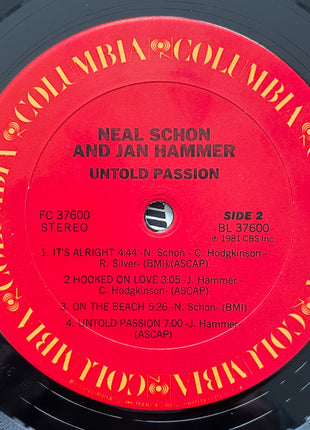 COLUMBIA COLUMBIA COLUMBIA COLUMBIA COLUMBIA COLUMBIA
NEAL SCHON
AND JAN HAMMER
UNTOLD PASSION
FC 37600 SIDE 2
STEREO BL 37600
℗ 1981 CBS Inc.
1. IT'S ALRIGHT 4:44 -N. Schon - C. Hodgkinson-
R. Silver- (BMI)/(ASCAP)
2 HOOKED ON LOVE 3:05 -J. Hammer -
C. Hodgkinson- (ASCAP)
3. ON THE BEACH 5:26 -N. Schon- (BMI)
4. UNTOLD PASSION 7:00 -J. Hammer-
(ASCAP)